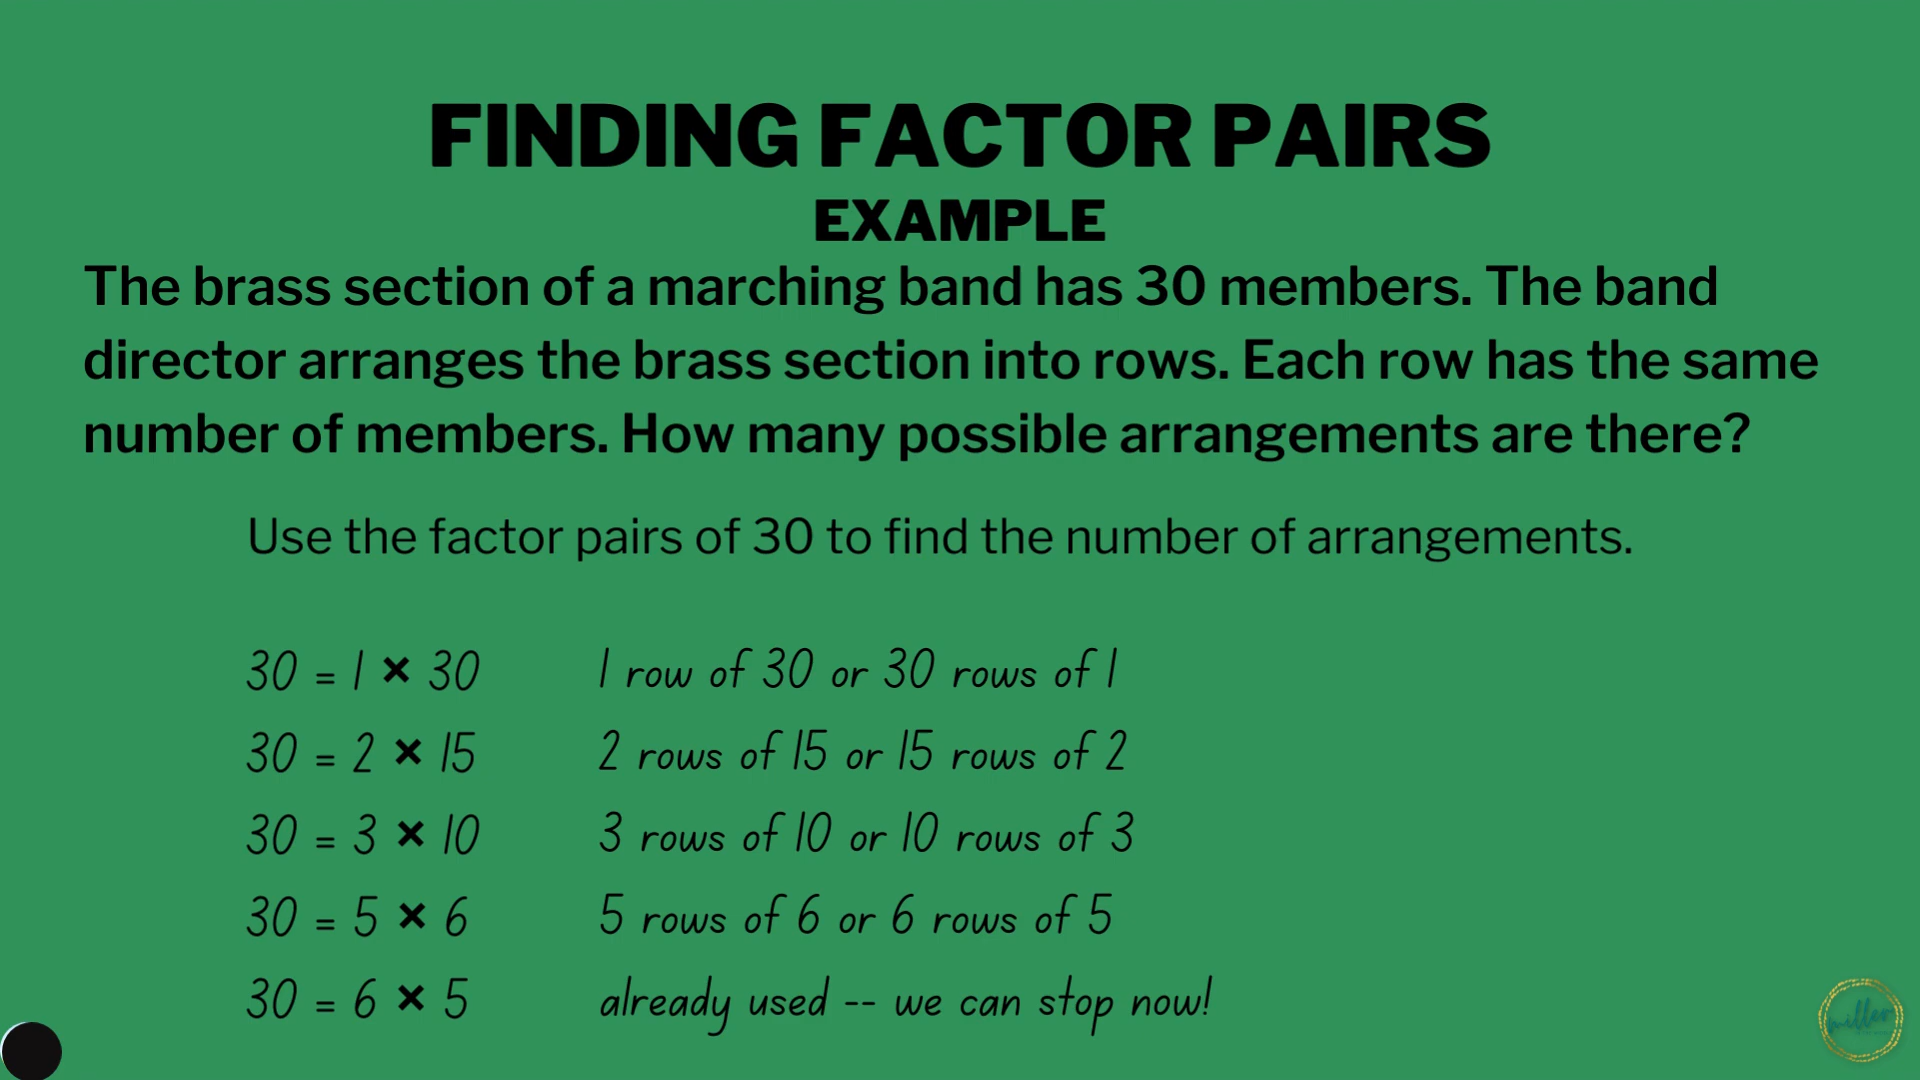 FINDING FACTOR PAIRS
EXAMPLE
The brass section of a marching band has 30 members. The band
director arranges the brass section into rows. Each row has the same
number of members. How many possible arrangements are there?
Use the factor pairs of 30 to find the number of arrangements.
30 = 1 × 30 1 row of 30 or 30 rows of 1
30 = 2 × 15 2 rows of 15 or 15 rows of 2
30 = 3 × 10 3 rows of 10 or 10 rows of 3
30 = 5 × 6 5 rows of 6 or 6 rows of 5
30 = 6 × 5 already used -- we can stop now!
miller